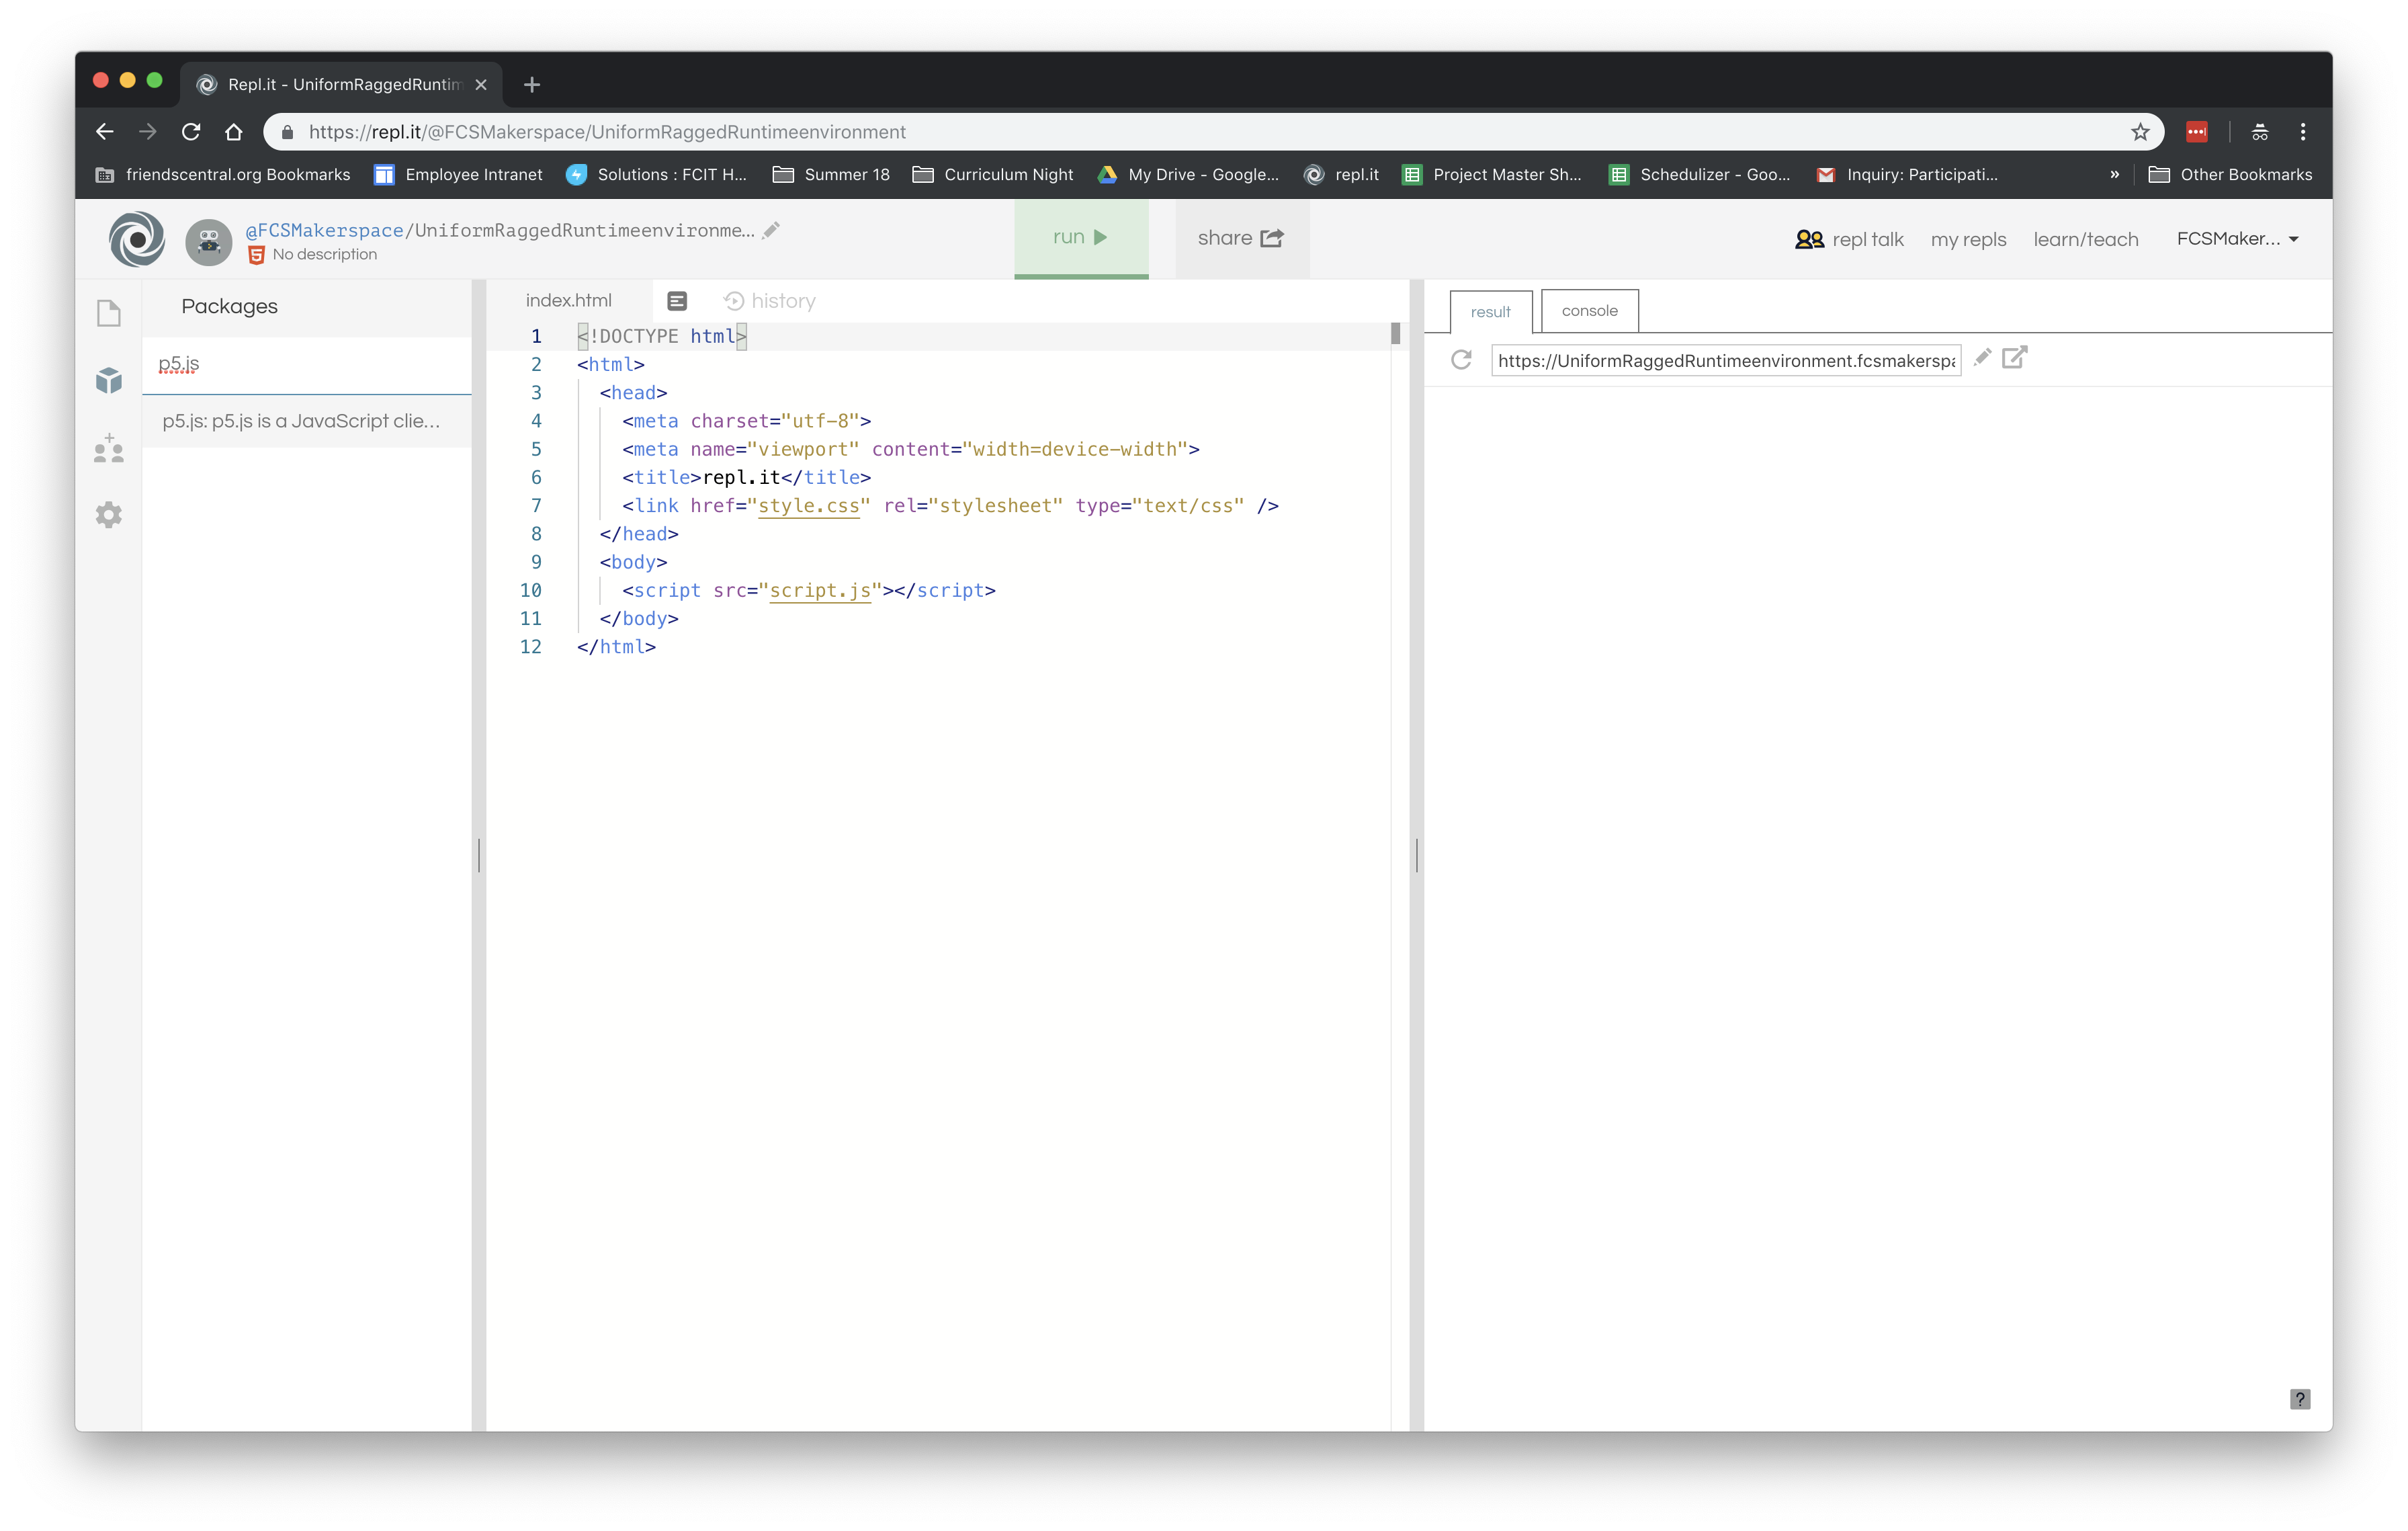 Repl.it - UniformRaggedRuntim
https://repl.it/@FCSMakerspace/UniformRaggedRuntimeenvironment
friendscentral.org Bookmarks Employee Intranet Solutions : FCIT H... Summer 18 Curriculum Night My Drive - Google... repl.it Project Master Sh... Schedulizer - Goo... Inquiry: Participati... » Other Bookmarks
@FCSMakerspace/UniformRaggedRuntimeenvironme...
No description
run
share
repl talk my repls learn/teach FCSMaker...
Packages
p5.js
p5.js: p5.js is a JavaScript clie...
index.html history
1 <!DOCTYPE html>
2 <html>
3 <head>
4 <meta charset="utf-8">
5 <meta name="viewport" content="width=device-width">
6 <title>repl.it</title>
7 <link href="style.css" rel="stylesheet" type="text/css" />
8 </head>
9 <body>
10 <script src="script.js"></script>
11 </body>
12 </html>
result console
https://UniformRaggedRuntimeenvironment.fcsmakerspa
?